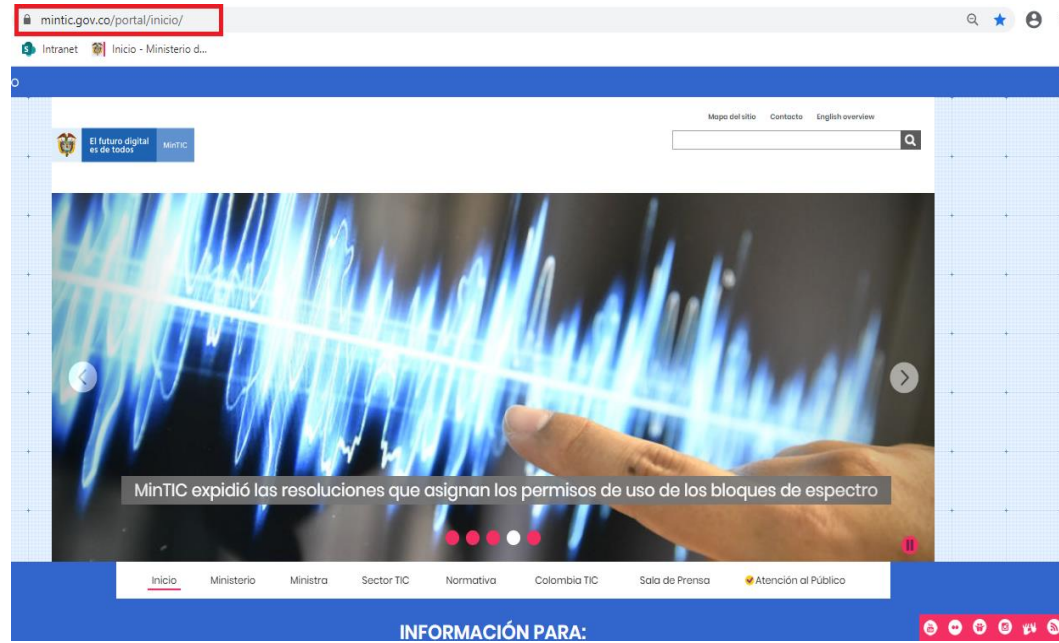 mintic.gov.co/portal/inicio/
Intranet Inicio - Ministerio d...
O
Mapa del sitio Contacto English overview
El futuro digital
es de todos
MinTIC
MinTIC expidió las resoluciones que asignan los permisos de uso de los bloques de espectro
Inicio Ministerio Ministra Sector TIC Normativa Colombia TIC Sala de Prensa Atención al Público
INFORMACIÓN PARA: